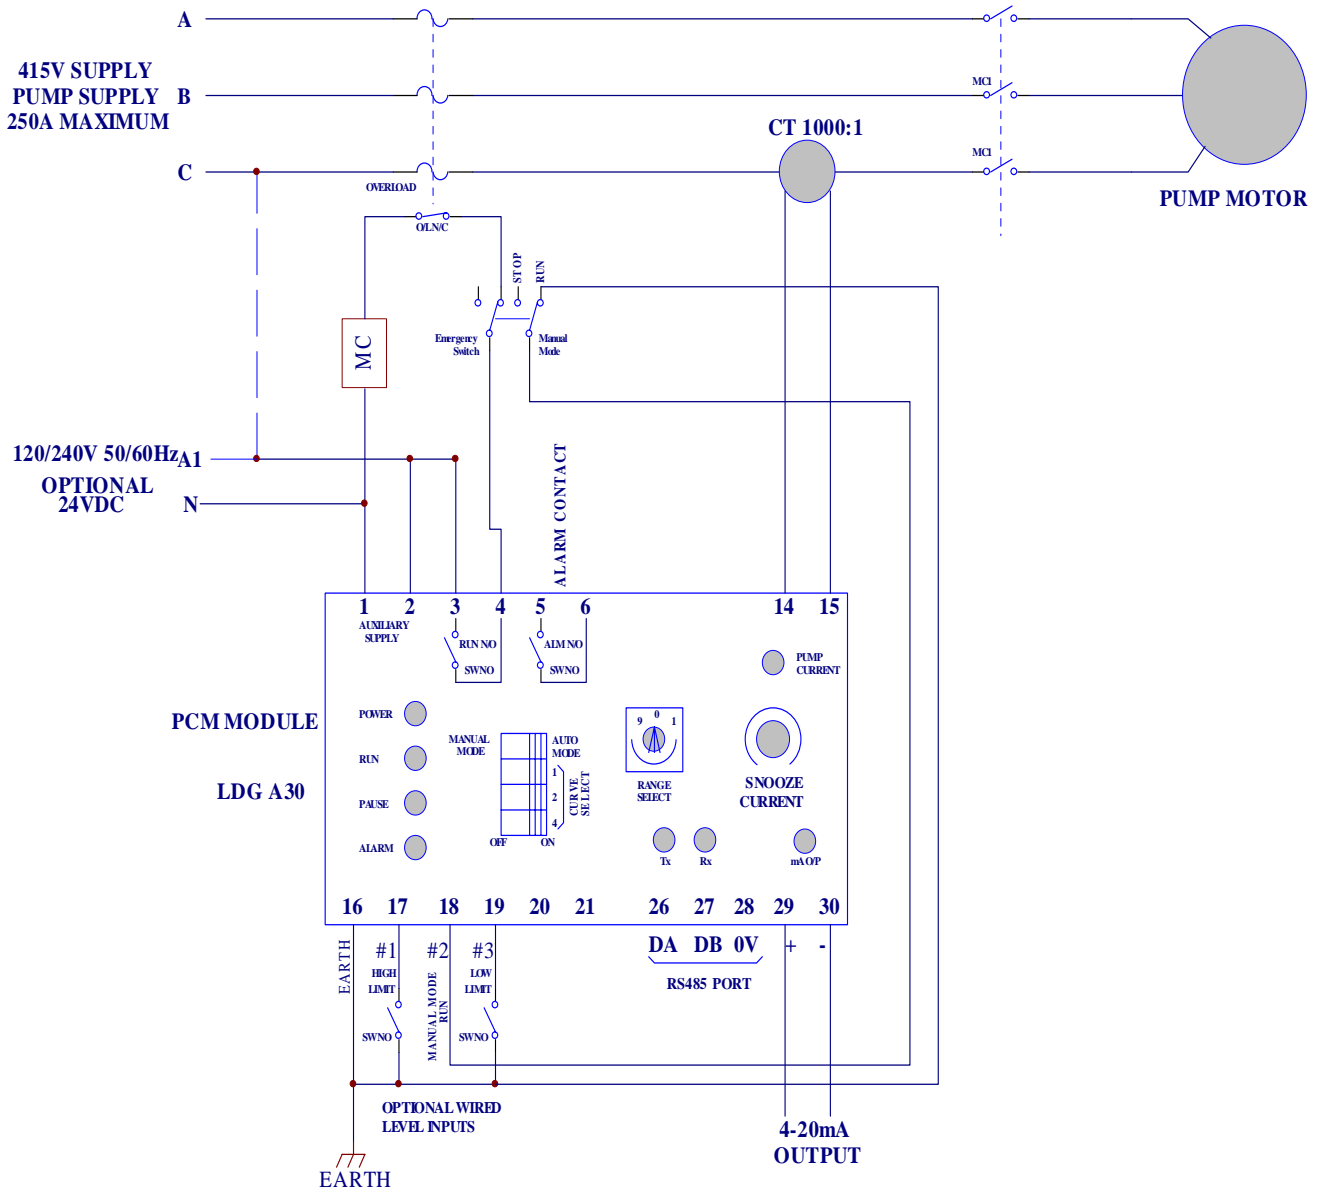 A
415V SUPPLY
PUMP SUPPLY
250A MAXIMUM
B
C
MC1
MC1
CT 1000:1
PUMP MOTOR
OVERLOAD
O/LN/C
STOP
RUN
Emergency
Switch
Manual
Mode
MC
120/240V 50/60Hz
A1
OPTIONAL
24VDC
N
ALARM CONTACT
1
2
3
4
5
6
14
15
AUXILIARY
SUPPLY
RUN NO
SWNO
ALM NO
SWNO
PUMP
CURRENT
PCM MODULE
LDG A30
POWER
RUN
PAUSE
ALARM
MANUAL
MODE
AUTO
MODE
1
2
4
CURVE
SELECT
OFF
ON
9
0
1
RANGE
SELECT
SNOOZE
CURRENT
Tx
Rx
mA O/P
16
17
18
19
20
21
26
27
28
29
30
EARTH
#1
HIGH
LIMIT
SWNO
#2
MANUAL MODE
RUN
#3
LOW
LIMIT
SWNO
DA
DB
0V
+
-
RS485 PORT
OPTIONAL WIRED
LEVEL INPUTS
4-20mA
OUTPUT
EARTH